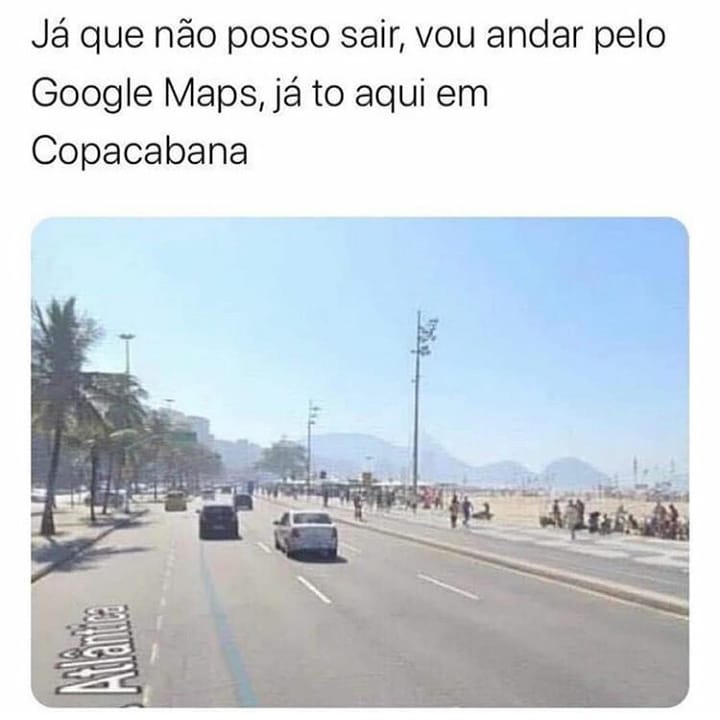 Já que não posso sair, vou andar pelo
Google Maps, já to aqui em
Copacabana
Atlântica